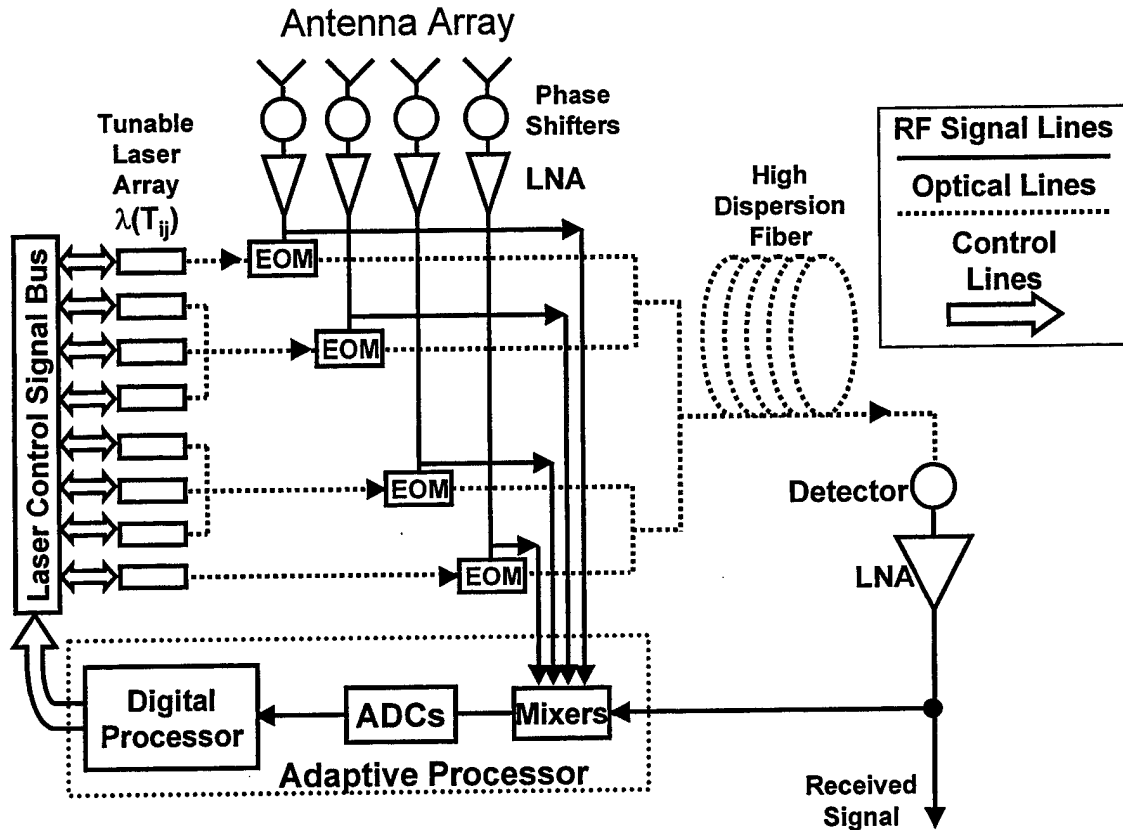 Antenna Array
Phase
Shifters
LNA
Tunable
Laser
Array
λ(Tij)
High
Dispersion
Fiber
RF Signal Lines
Optical Lines
Control
Lines
Laser Control Signal Bus
EOM
EOM
EOM
EOM
Detector
LNA
Digital
Processor
ADCs
Mixers
Adaptive Processor
Received
Signal